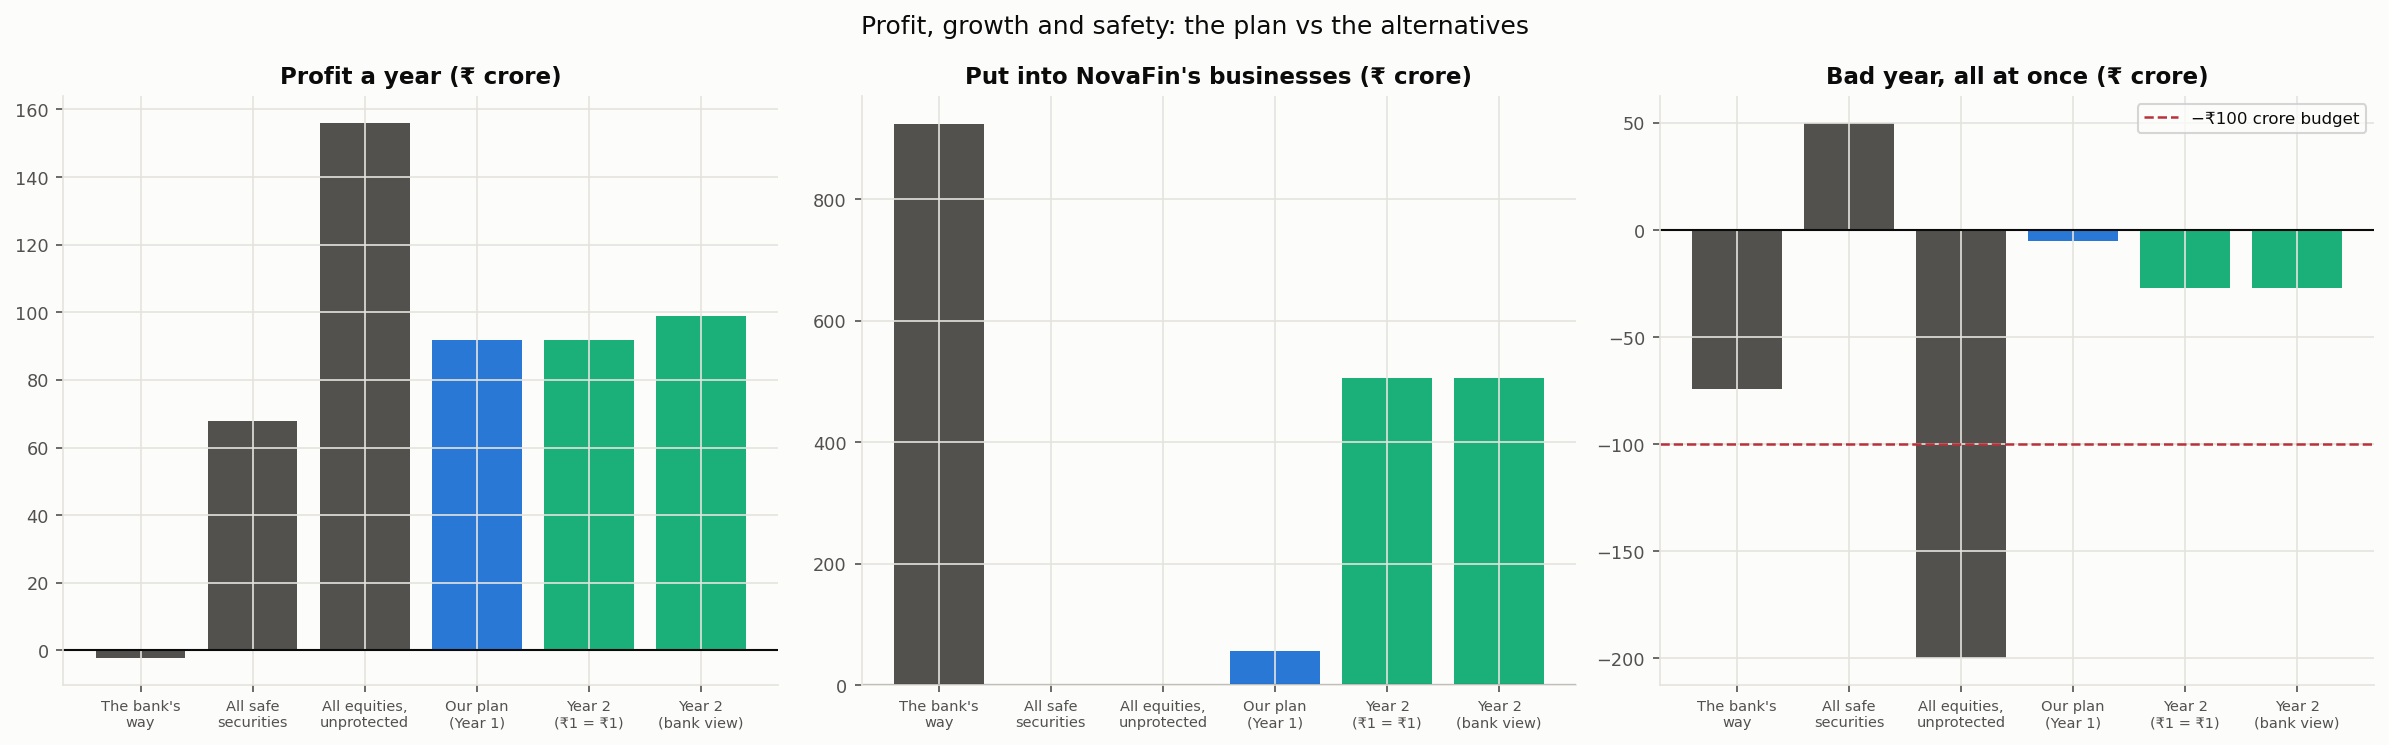 Profit, growth and safety: the plan vs the alternatives
Profit a year (₹ crore)
160
140
120
100
80
60
40
20
0
The bank's
way
All safe
securities
All equities,
unprotected
Our plan
(Year 1)
Year 2
(₹1 = ₹1)
Year 2
(bank view)
Put into NovaFin's businesses (₹ crore)
800
600
400
200
0
The bank's
way
All safe
securities
All equities,
unprotected
Our plan
(Year 1)
Year 2
(₹1 = ₹1)
Year 2
(bank view)
Bad year, all at once (₹ crore)
−₹100 crore budget
50
0
−50
−100
−150
−200
The bank's
way
All safe
securities
All equities,
unprotected
Our plan
(Year 1)
Year 2
(₹1 = ₹1)
Year 2
(bank view)